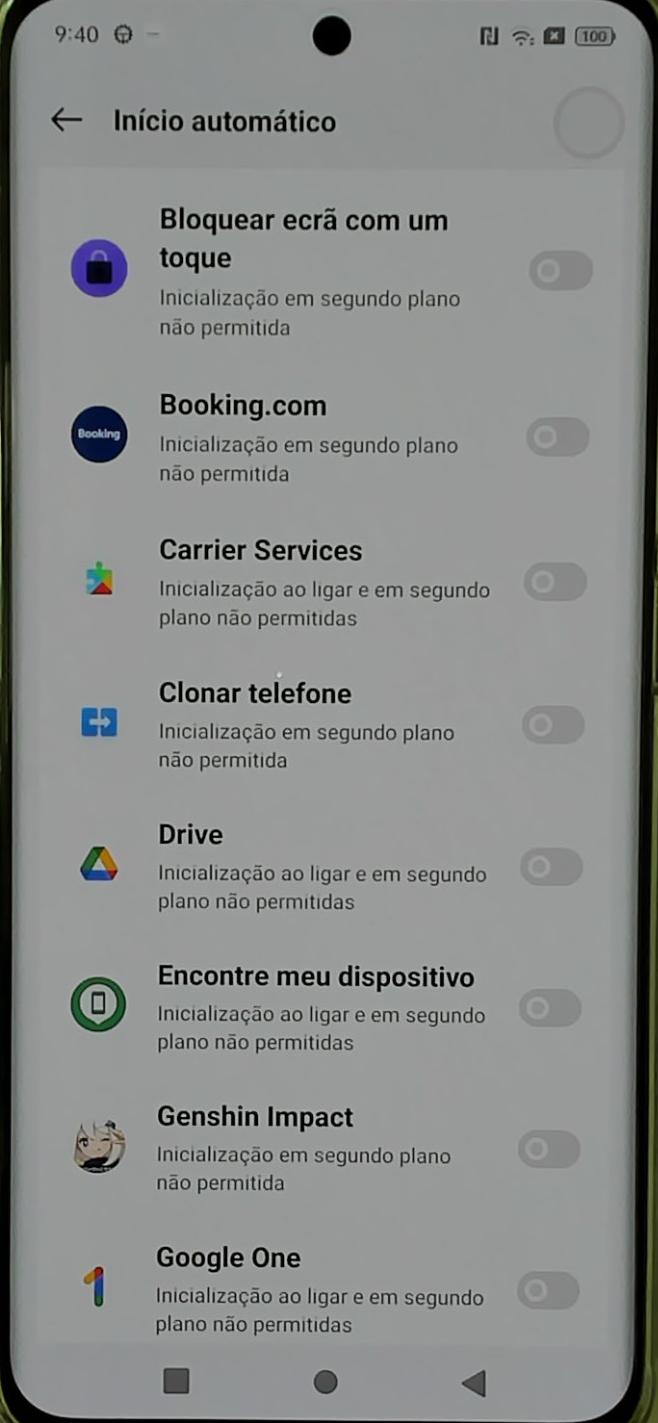 9:40
100
Início automático
Bloquear ecrã com um
toque
Inicialização em segundo plano
não permitida
Booking
Booking.com
Inicialização em segundo plano
não permitida
Carrier Services
Inicialização ao ligar e em segundo
plano não permitidas
Clonar telefone
Inicialização em segundo plano
não permitida
Drive
Inicialização ao ligar e em segundo
plano não permitidas
Encontre meu dispositivo
Inicialização ao ligar e em segundo
plano não permitidas
Genshin Impact
Inicialização em segundo plano
não permitida
Google One
Inicialização ao ligar e em segundo
plano não permitidas